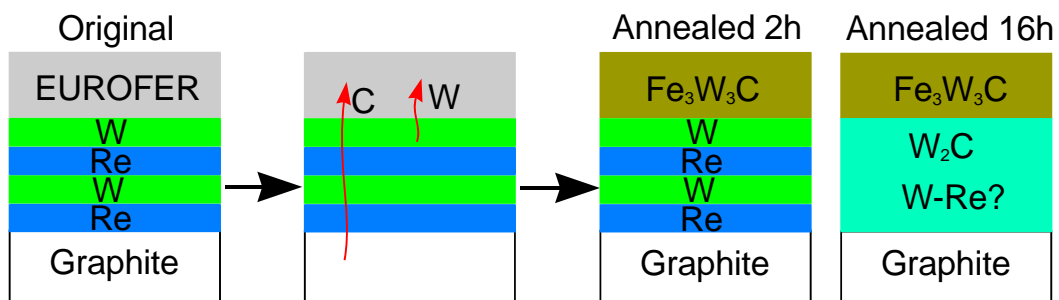 Original
EUROFER
W
Re
W
Re
Graphite
C
W
Annealed 2h
Fe₃W₃C
W
Re
W
Re
Graphite
Annealed 16h
Fe₃W₃C
W₂C
W-Re?
Graphite